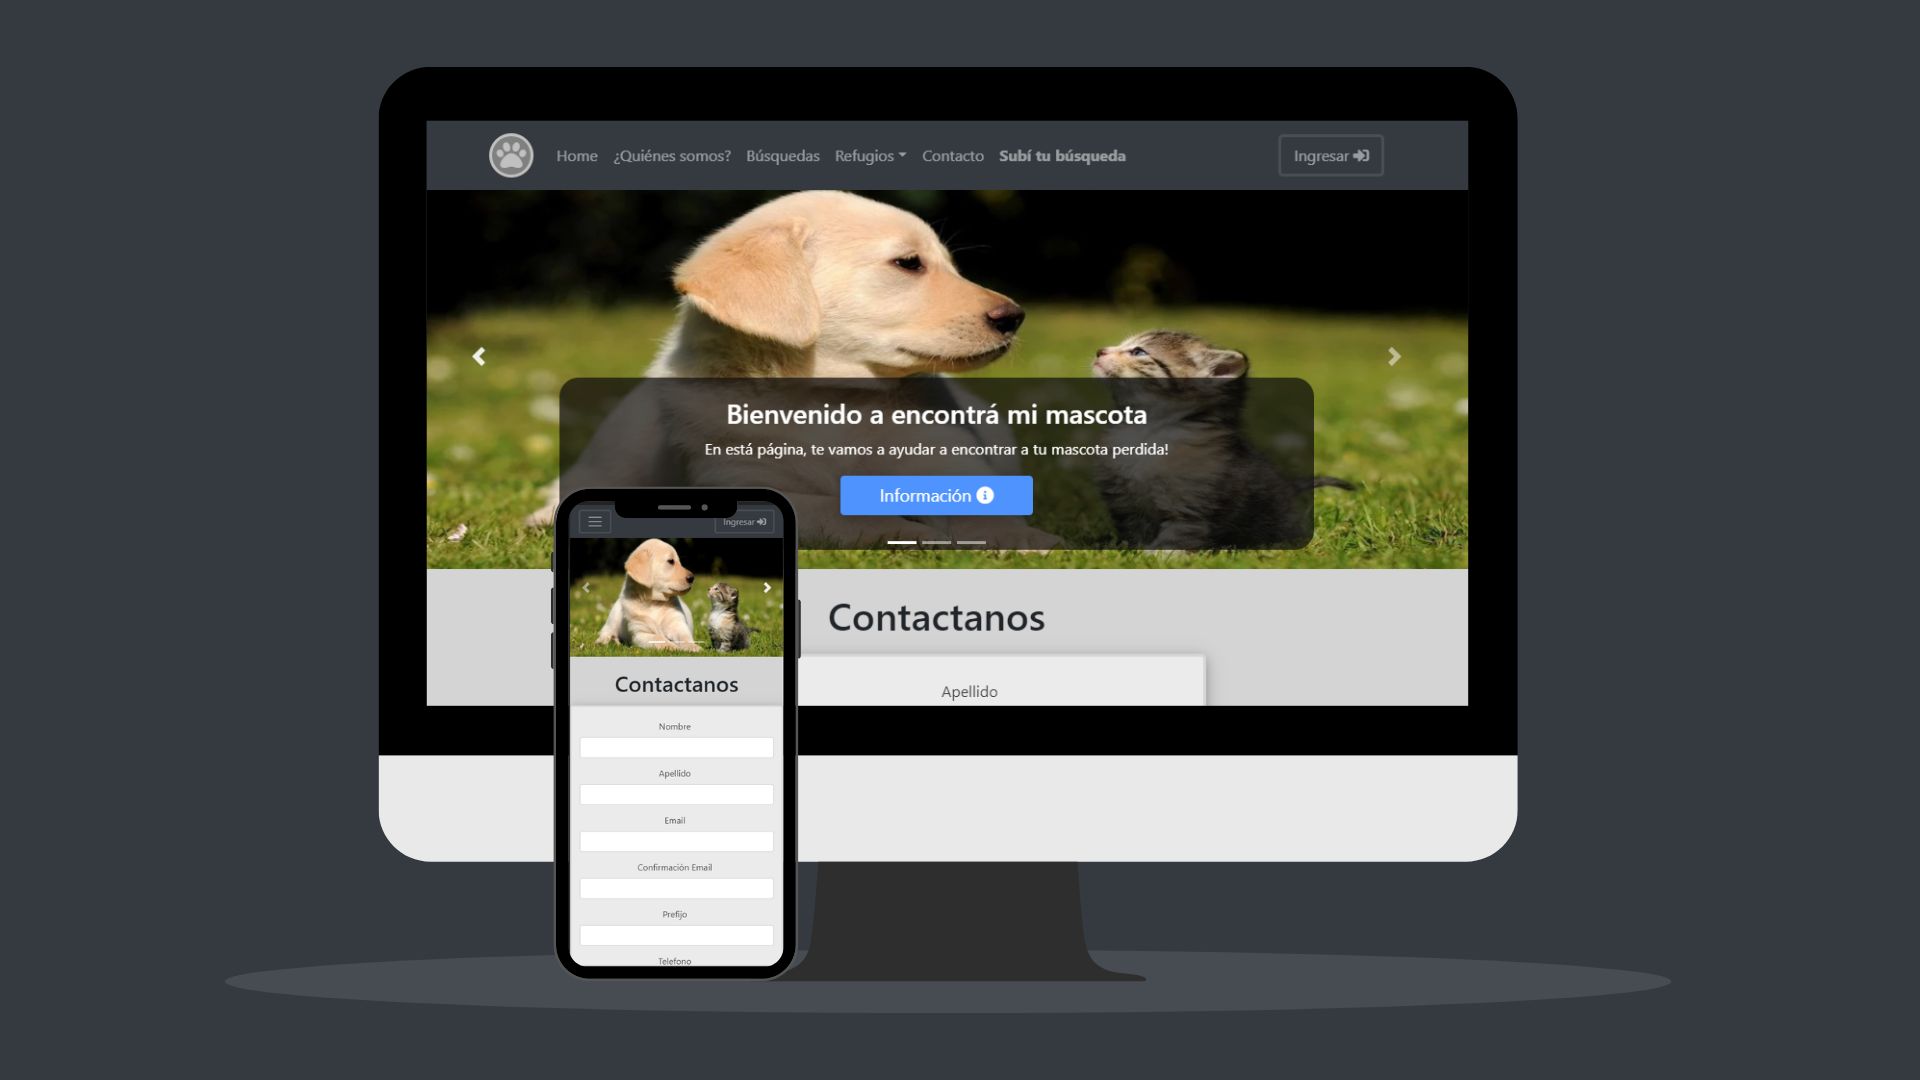 Home ¿Quiénes somos? Búsquedas Refugios Contacto Subí tu búsqueda Ingresar
Bienvenido a encontrá mi mascota
En está página, te vamos a ayudar a encontrar a tu mascota perdida!
Información
Contactanos
Apellido
Ingresar
Contactanos
Nombre
Apellido
Email
Confirmación Email
Prefijo
Telefono